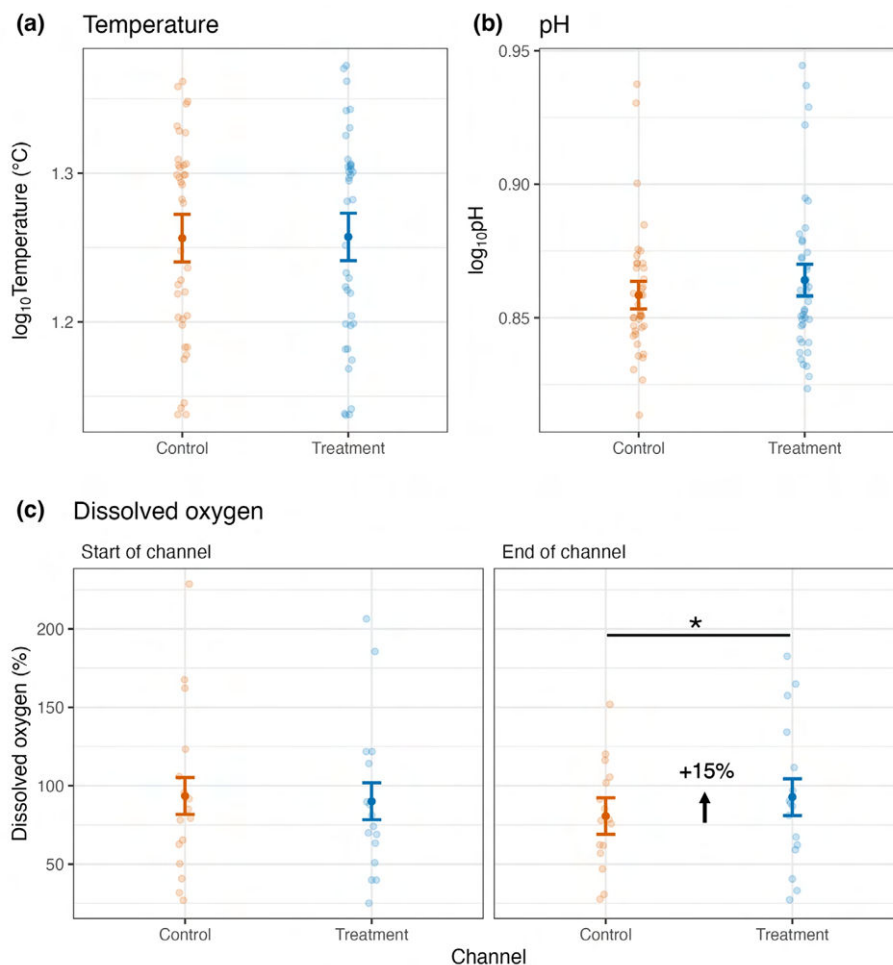 (a) Temperature
log₁₀Temperature (°C)
1.3
1.2
Control Treatment
(b) pH
log₁₀pH
0.95
0.90
0.85
Control Treatment
(c) Dissolved oxygen
Start of channel
End of channel
Dissolved oxygen (%)
200
150
100
50
*
+15%
Control Treatment
Control Treatment
Channel